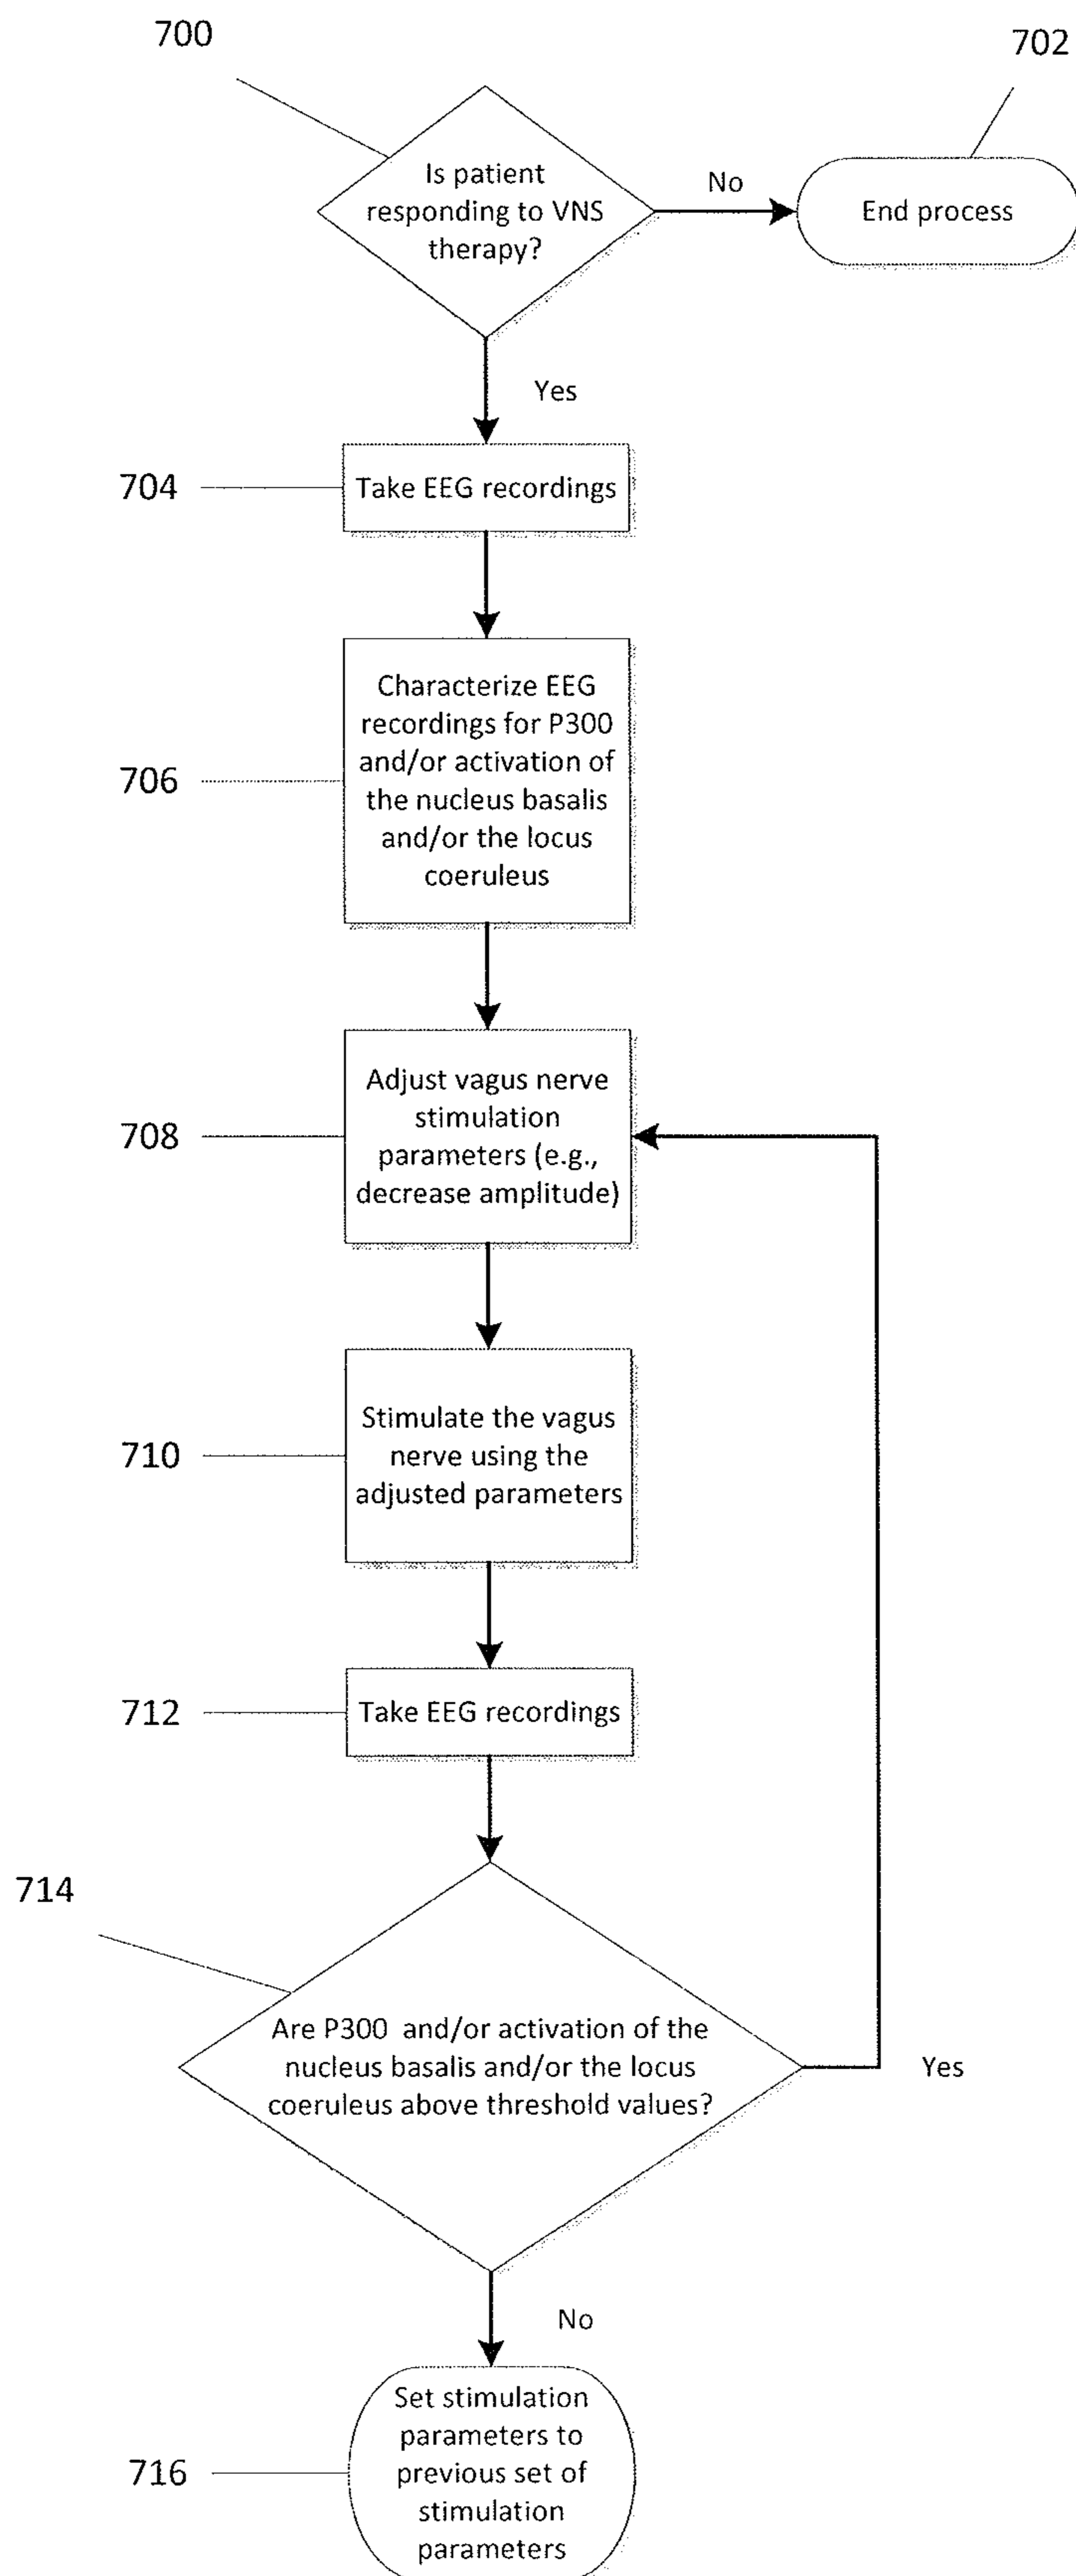 700
702
Is patient
responding to VNS
therapy?
No
End process
Yes
704
Take EEG recordings
706
Characterize EEG
recordings for P300
and/or activation of
the nucleus basalis
and/or the locus
coeruleus
708
Adjust vagus nerve
stimulation
parameters (e.g.,
decrease amplitude)
710
Stimulate the vagus
nerve using the
adjusted parameters
712
Take EEG recordings
714
Are P300 and/or activation of the
nucleus basalis and/or the locus
coeruleus above threshold values?
Yes
No
716
Set stimulation
parameters to
previous set of
stimulation
parameters